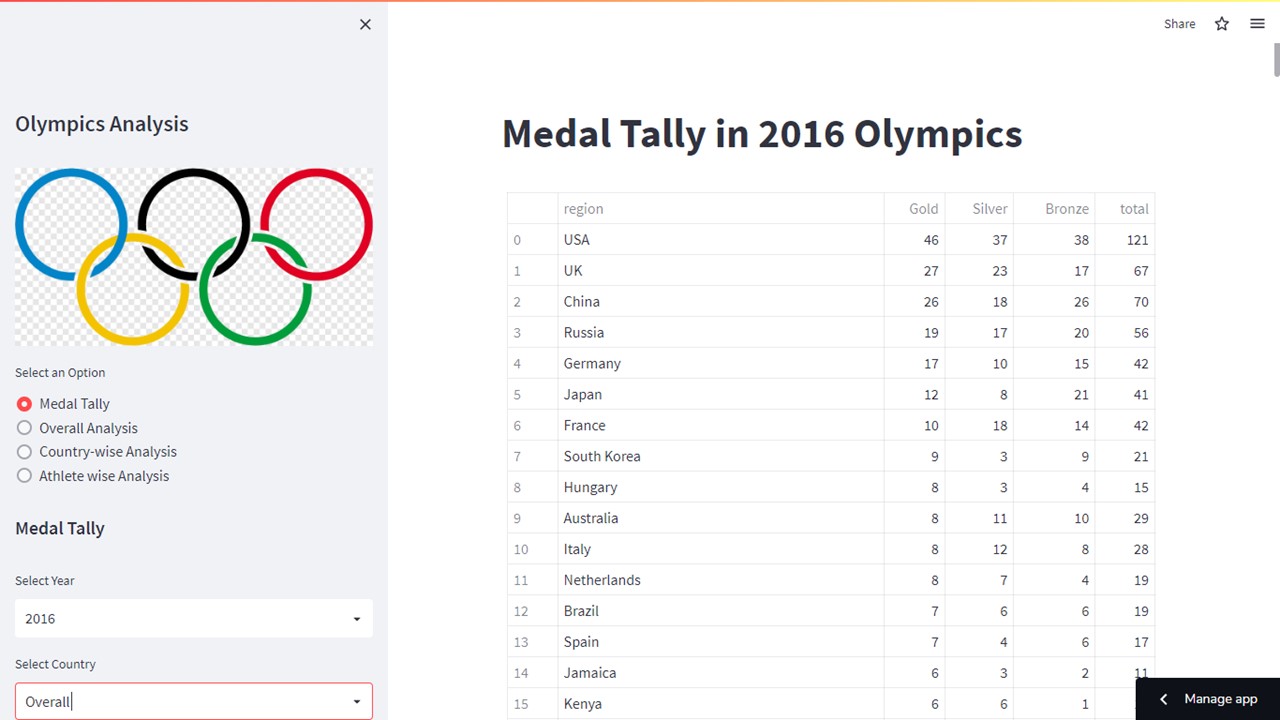 Share
Olympics Analysis
Select an Option
Medal Tally
Overall Analysis
Country-wise Analysis
Athlete wise Analysis
Medal Tally
Select Year
2016
Select Country
Overall
Medal Tally in 2016 Olympics
region Gold Silver Bronze total
0 USA 46 37 38 121
1 UK 27 23 17 67
2 China 26 18 26 70
3 Russia 19 17 20 56
4 Germany 17 10 15 42
5 Japan 12 8 21 41
6 France 10 18 14 42
7 South Korea 9 3 9 21
8 Hungary 8 3 4 15
9 Australia 8 11 10 29
10 Italy 8 12 8 28
11 Netherlands 8 7 4 19
12 Brazil 7 6 6 19
13 Spain 7 4 6 17
14 Jamaica 6 3 2 11
15 Kenya 6 6 1
Manage app